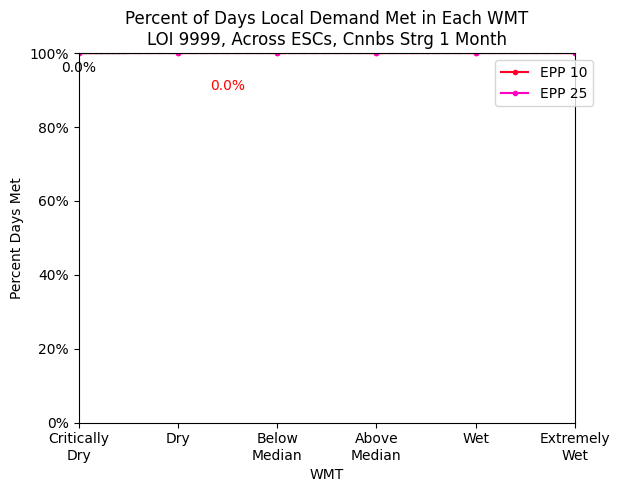 Percent of Days Local Demand Met in Each WMT
LOI 9999, Across ESCs, Cnnbs Strg 1 Month
100%
0.0%
0.0%
EPP 10
EPP 25
80%
60%
40%
20%
0%
Percent Days Met
Critically
Dry
Dry
Below
Median
Above
Median
Wet
Extremely
Wet
WMT